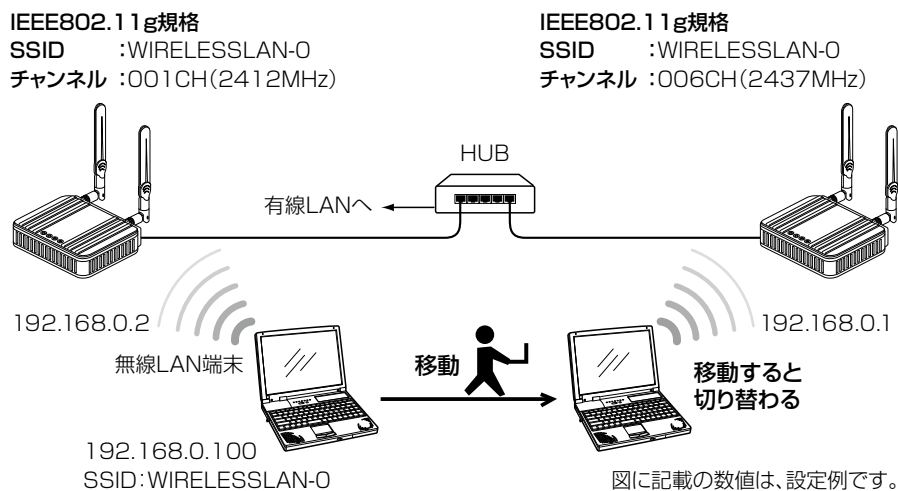 IEEE802.11g規格
SSID :WIRELESSLAN-0
チャンネル :001CH(2412MHz)
IEEE802.11g規格
SSID :WIRELESSLAN-0
チャンネル :006CH(2437MHz)
HUB
有線LANへ
192.168.0.2
192.168.0.1
無線LAN端末
移動
移動すると
切り替わる
192.168.0.100
SSID:WIRELESSLAN-0
図に記載の数値は、設定例です。